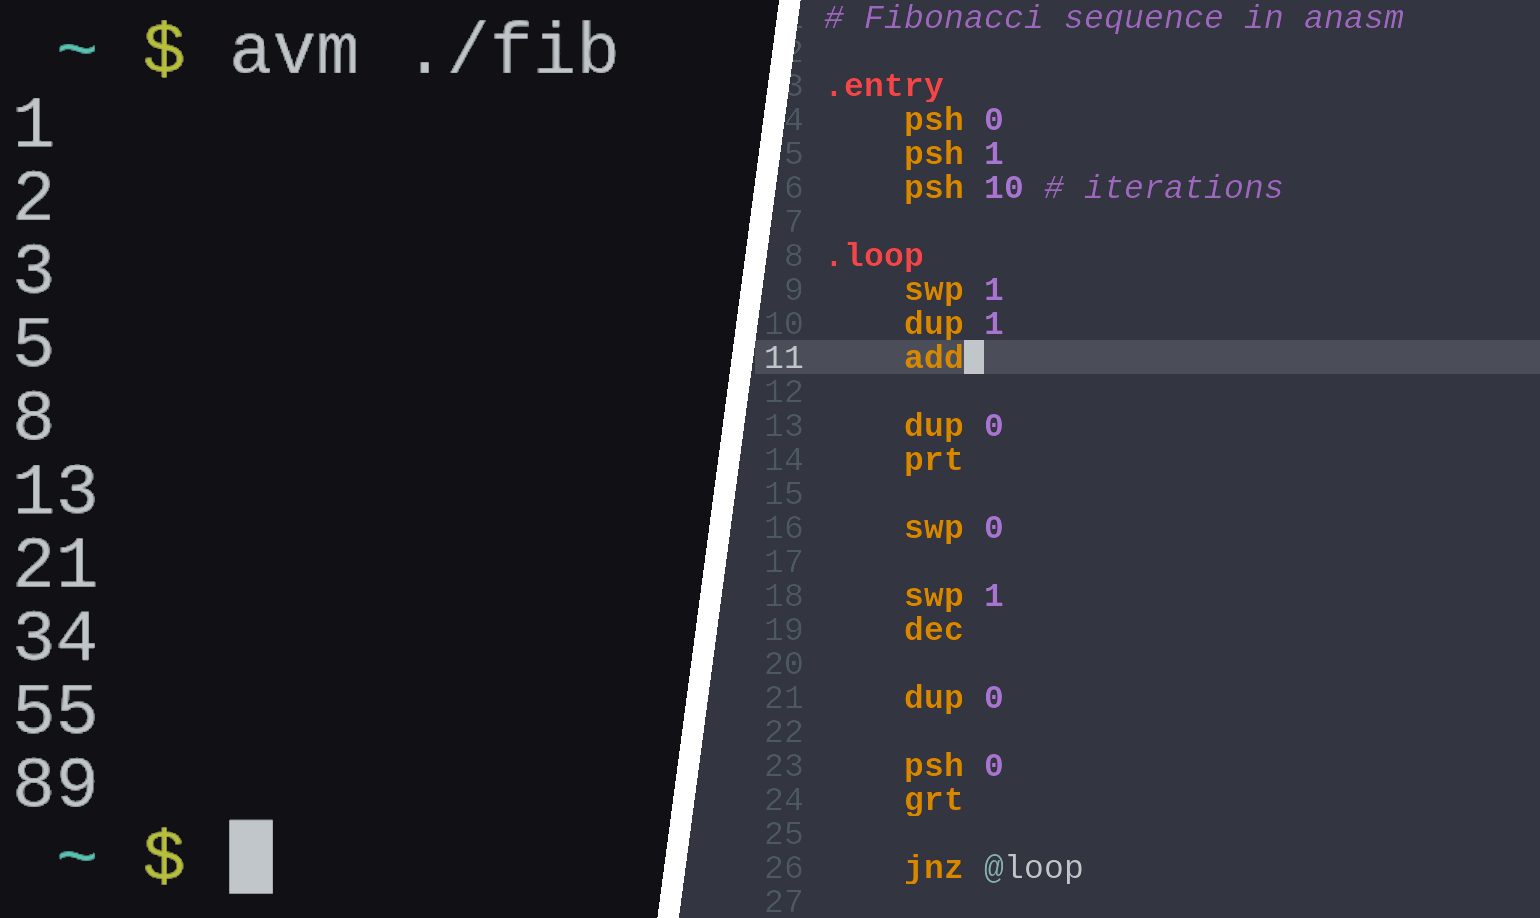 ~ $ avm ./fib
1
2
3
5
8
13
21
34
55
89
~ $
# Fibonacci sequence in anasm
2
3 .entry
4 psh 0
5 psh 1
6 psh 10 # iterations
7
8 .loop
9 swp 1
10 dup 1
11 add
12
13 dup 0
14 prt
15
16 swp 0
17
18 swp 1
19 dec
20
21 dup 0
22
23 psh 0
24 grt
25
26 jnz @loop
27